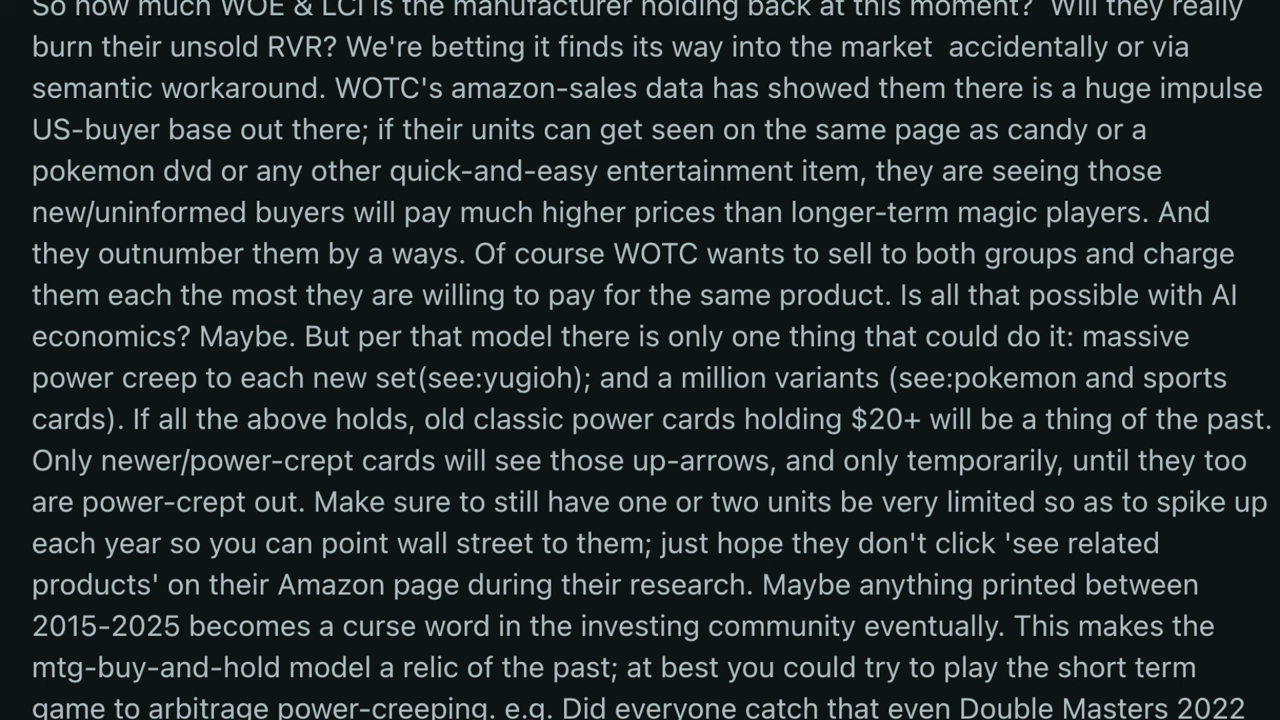 So how much WOE & LCI is the manufacturer holding back at this moment?  Will they really
burn their unsold RVR? We're betting it finds its way into the market  accidentally or via
semantic workaround. WOTC's amazon-sales data has showed them there is a huge impulse
US-buyer base out there; if their units can get seen on the same page as candy or a
pokemon dvd or any other quick-and-easy entertainment item, they are seeing those
new/uninformed buyers will pay much higher prices than longer-term magic players. And
they outnumber them by a ways. Of course WOTC wants to sell to both groups and charge
them each the most they are willing to pay for the same product. Is all that possible with AI
economics? Maybe. But per that model there is only one thing that could do it: massive
power creep to each new set(see:yugioh); and a million variants (see:pokemon and sports
cards). If all the above holds, old classic power cards holding $20+ will be a thing of the past.
Only newer/power-crept cards will see those up-arrows, and only temporarily, until they too
are power-crept out. Make sure to still have one or two units be very limited so as to spike up
each year so you can point wall street to them; just hope they don't click 'see related
products' on their Amazon page during their research. Maybe anything printed between
2015-2025 becomes a curse word in the investing community eventually. This makes the
mtg-buy-and-hold model a relic of the past; at best you could try to play the short term
game to arbitrage power-creeping. e.g. Did everyone catch that even Double Masters 2022